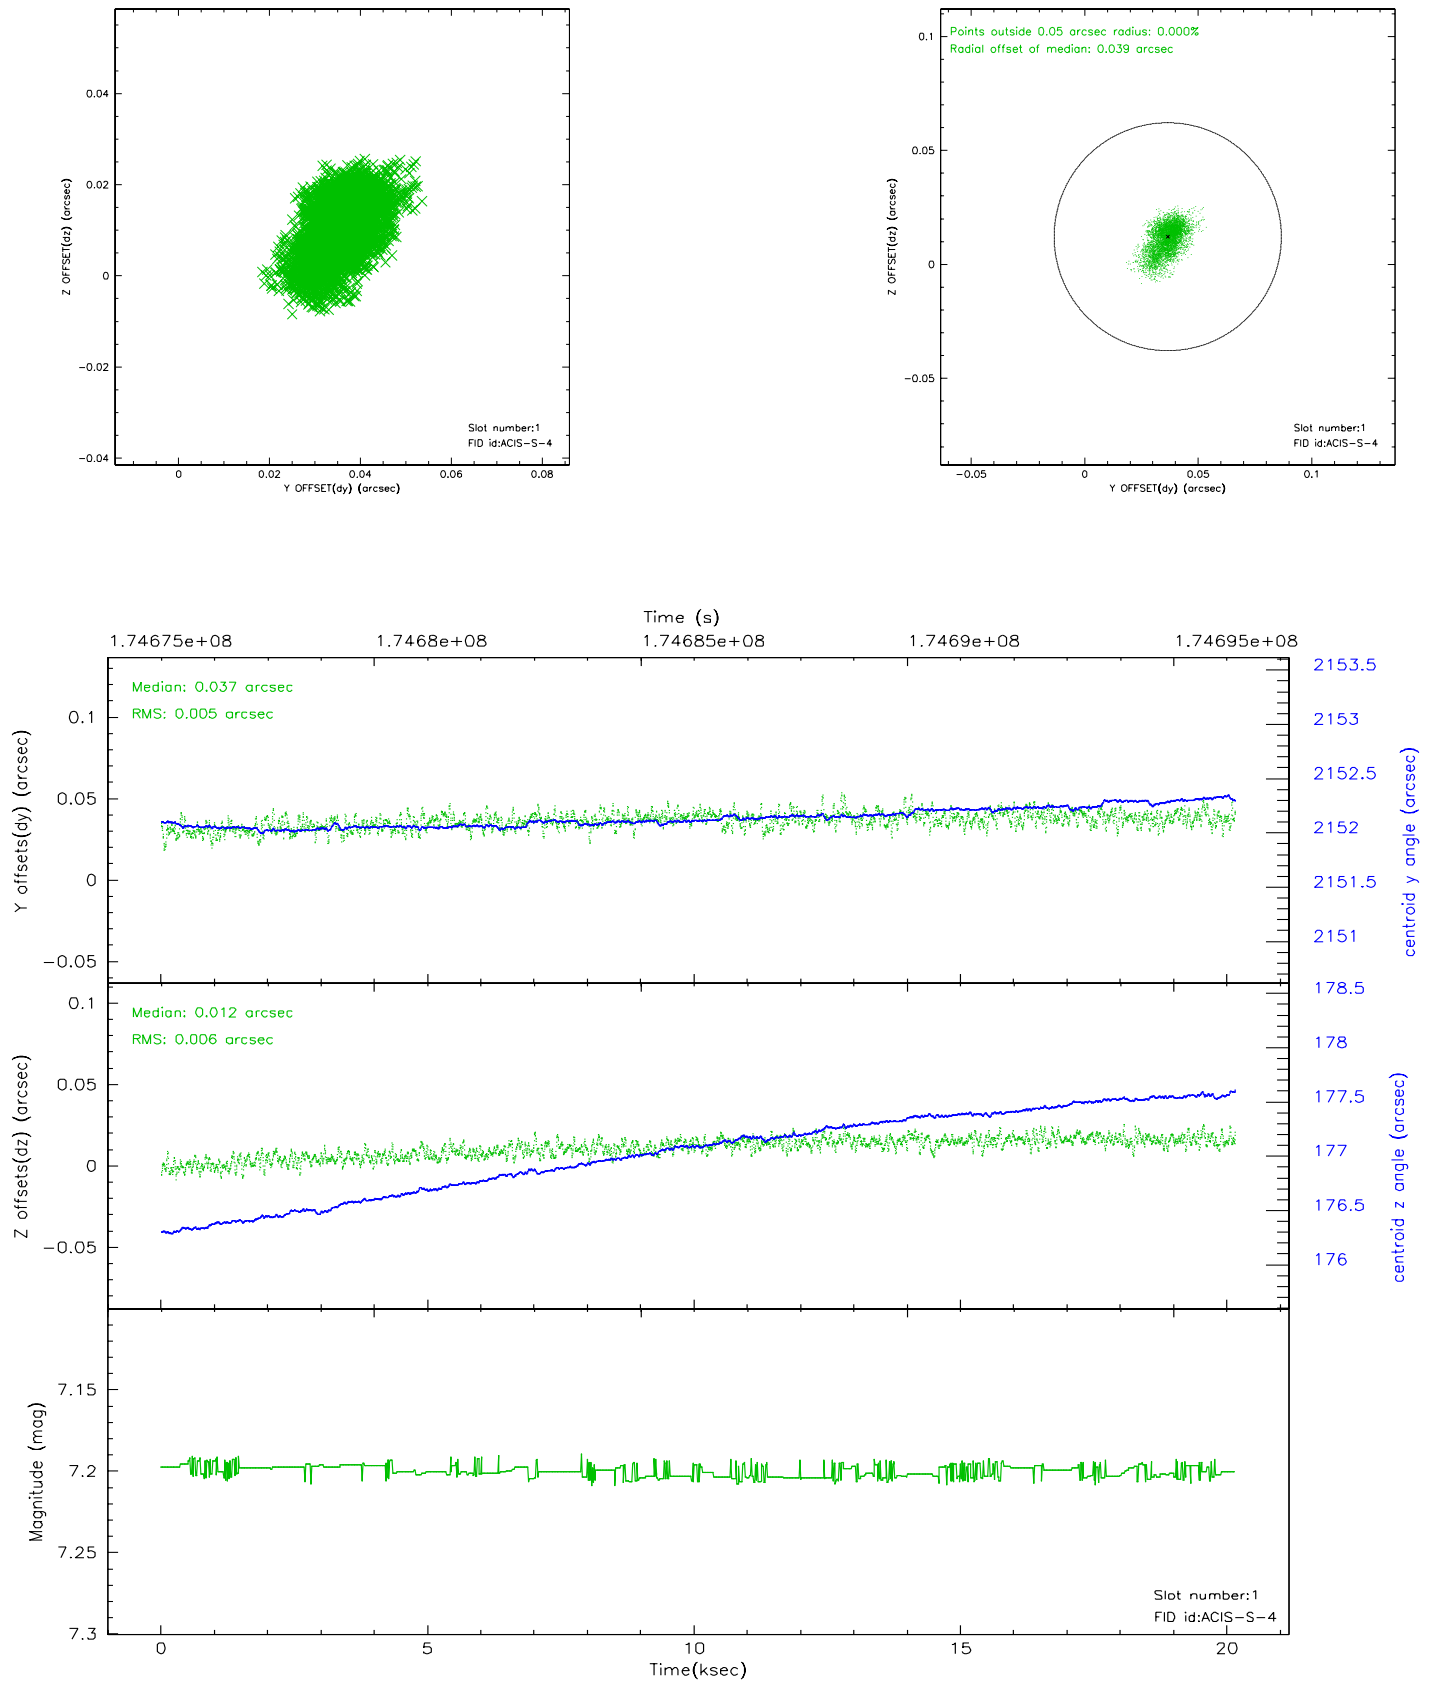 0.04
0.02
0
−0.02
−0.04
Z OFFSET(dz) (arcsec)
Slot number:1
FID id:ACIS−S−4
0
0.02
0.04
0.06
0.08
Y OFFSET(dy) (arcsec)
Points outside 0.05 arcsec radius: 0.000%
Radial offset of median: 0.039 arcsec
0.1
0.05
0
−0.05
Z OFFSET(dz) (arcsec)
Slot number:1
FID id:ACIS−S−4
−0.05
0
0.05
0.1
Y OFFSET(dy) (arcsec)
Time (s)
1.74675e+08
1.7468e+08
1.74685e+08
1.7469e+08
1.74695e+08
Median: 0.037 arcsec
RMS: 0.005 arcsec
0.1
0.05
0
−0.05
Y offsets(dy) (arcsec)
2153.5
2153
2152.5
2152
2151.5
2151
centroid y angle (arcsec)
Median: 0.012 arcsec
RMS: 0.006 arcsec
0.1
0.05
0
−0.05
Z offsets(dz) (arcsec)
178.5
178
177.5
177
176.5
176
centroid z angle (arcsec)
7.15
7.2
7.25
7.3
Magnitude (mag)
Slot number:1
FID id:ACIS−S−4
0
5
10
15
20
Time(ksec)